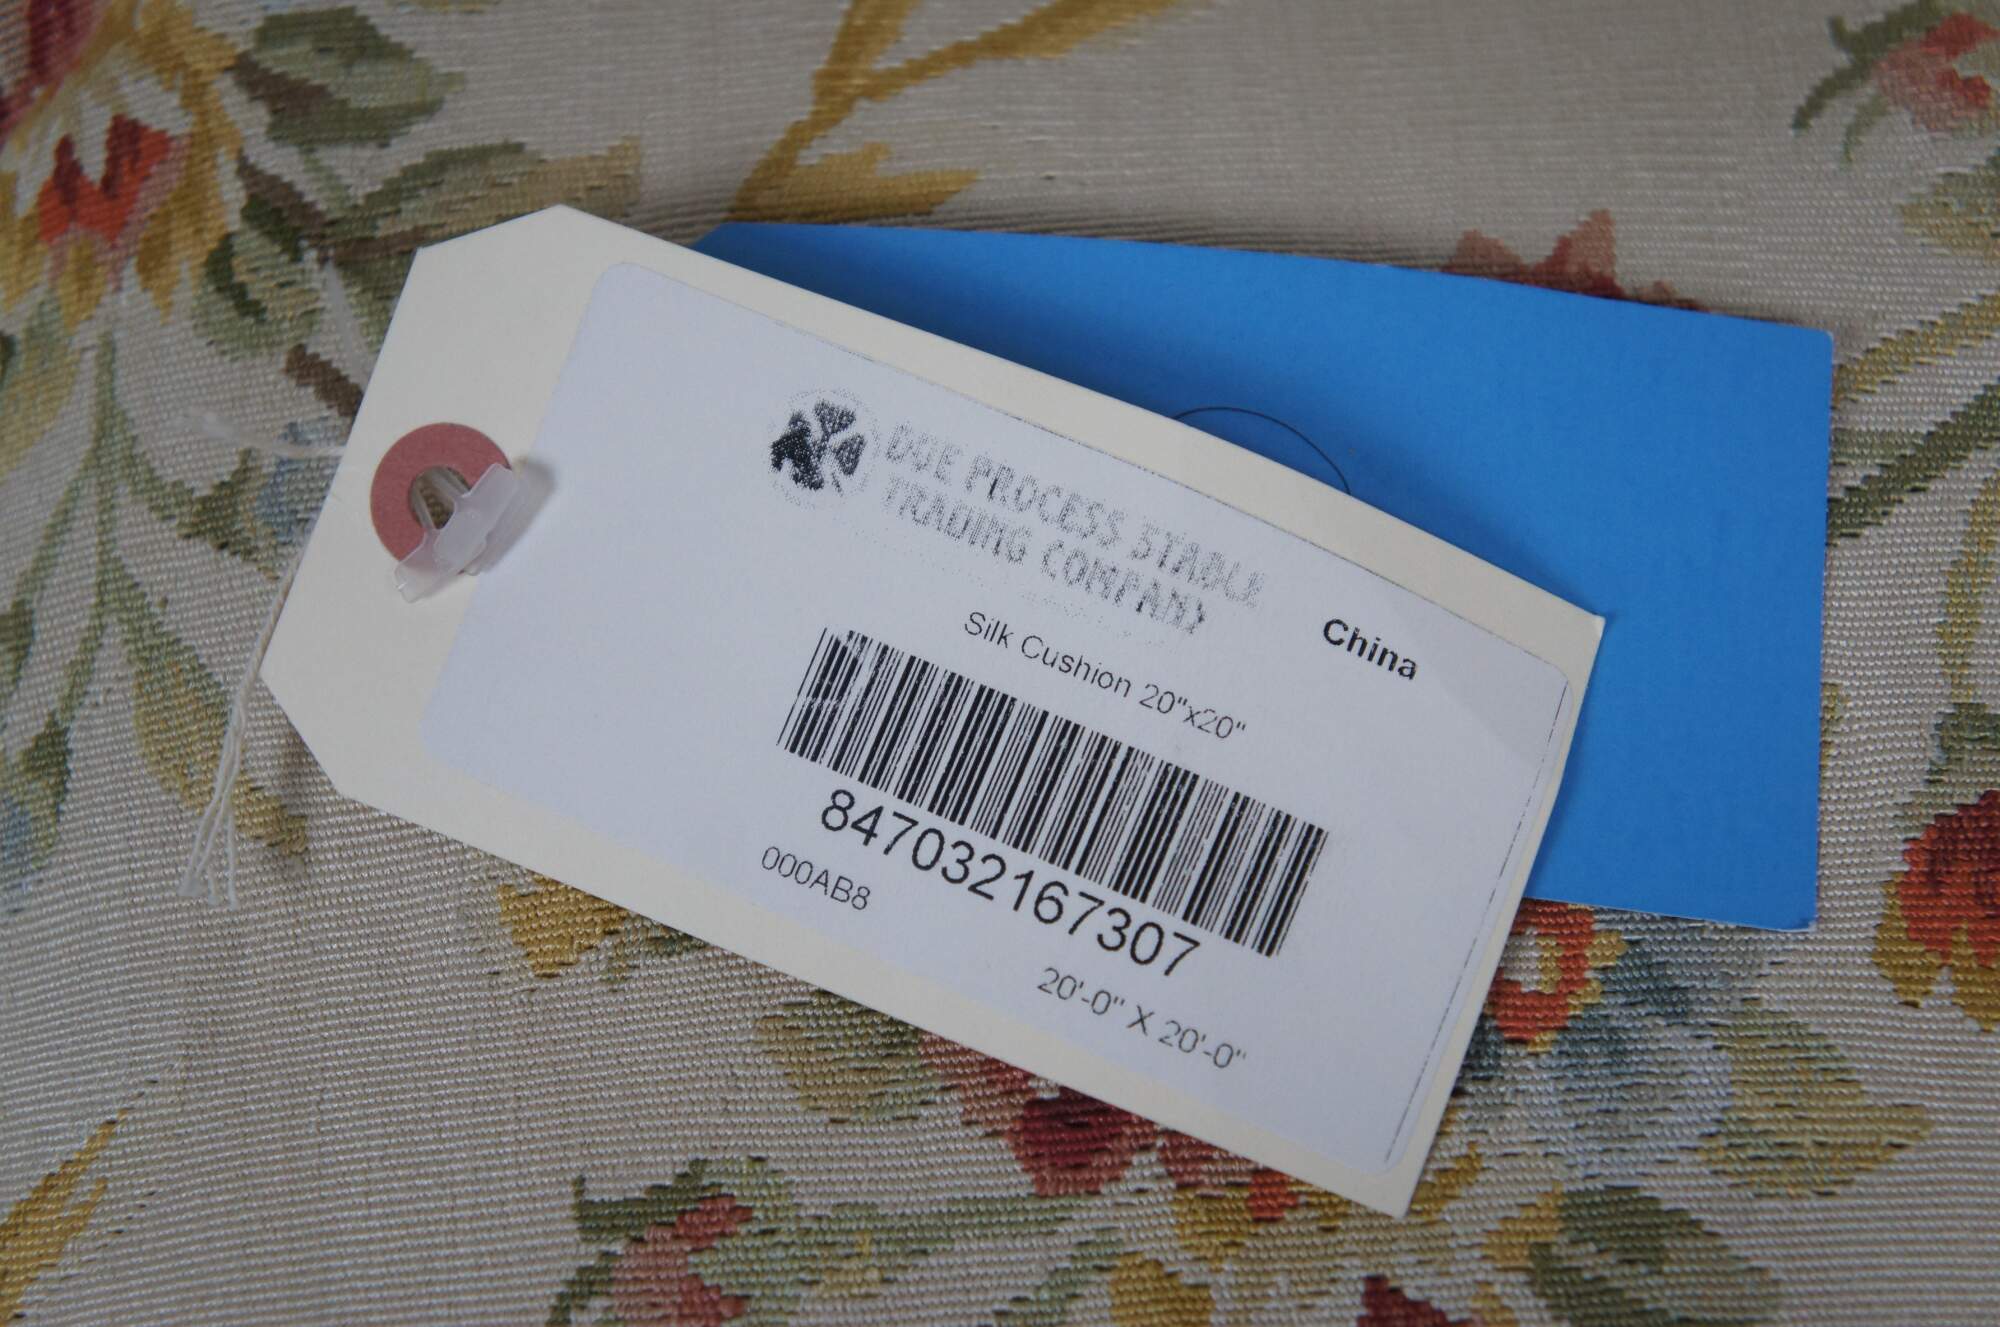 DUE PROCESS STABLE
TRADING COMPANY
China
Silk Cushion 20"x20"
847032167307
000AB8
20'-0" X 20'-0"